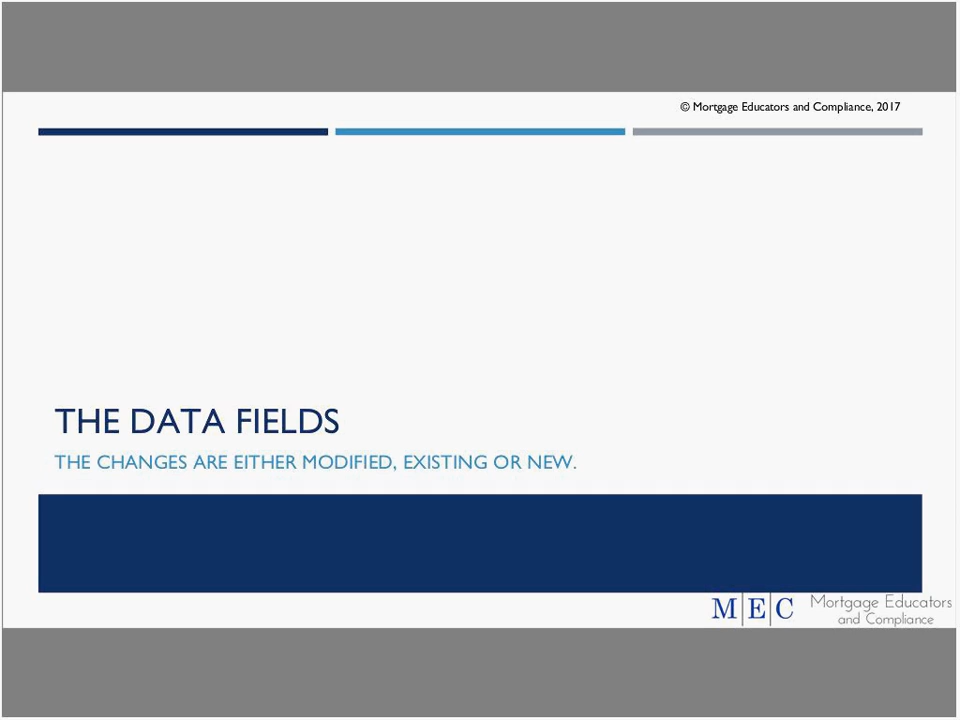 © Mortgage Educators and Compliance, 2017
THE DATA FIELDS
THE CHANGES ARE EITHER MODIFIED, EXISTING OR NEW.
M E C
Mortgage Educators
and Compliance